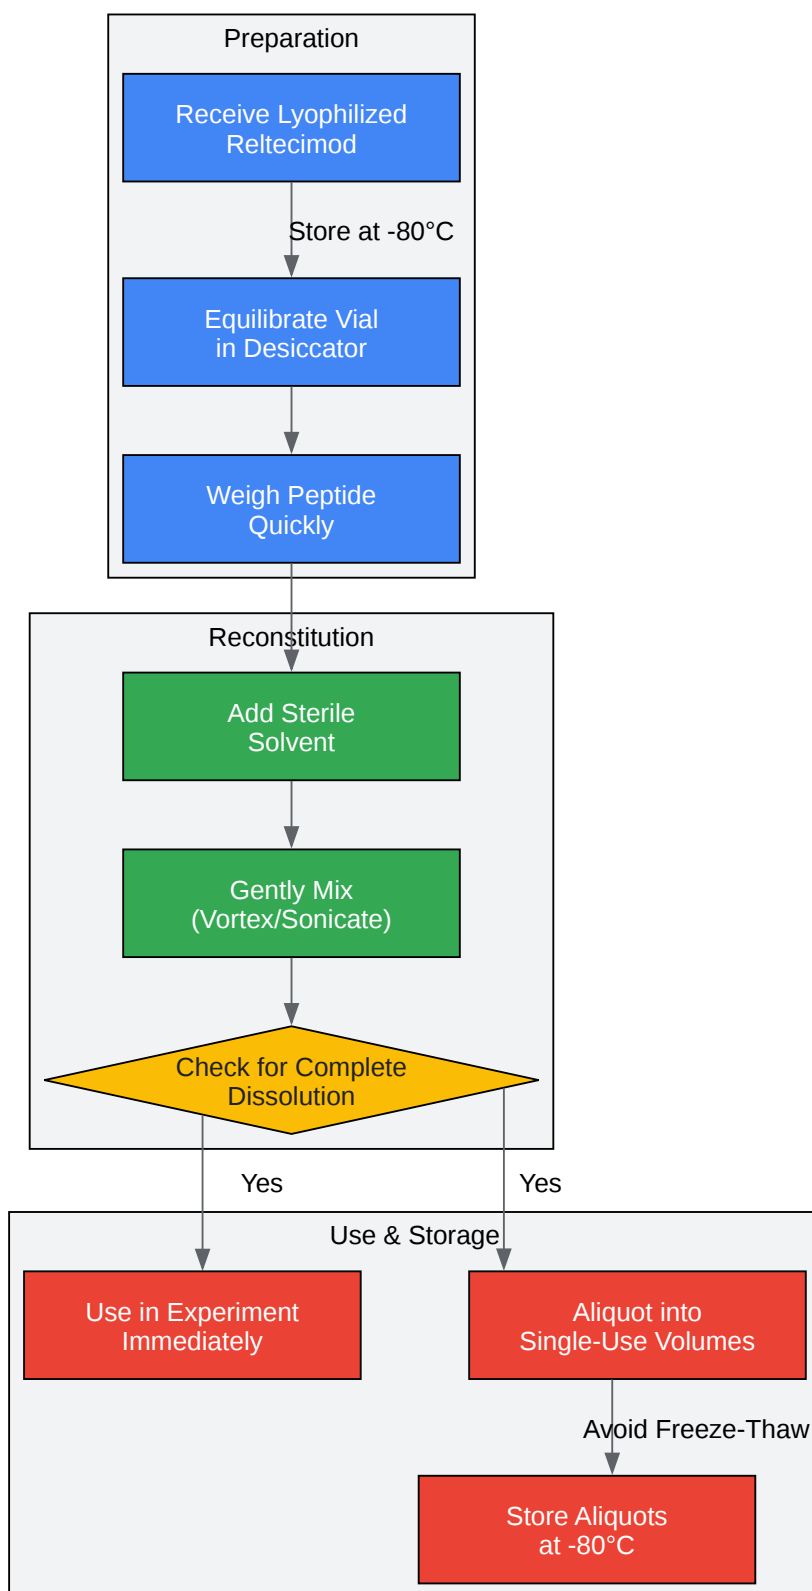 Preparation
Receive Lyophilized
Reltecimod
Store at -80°C
Equilibrate Vial
in Desiccator
Weigh Peptide
Quickly
Reconstitution
Add Sterile
Solvent
Gently Mix
(Vortex/Sonicate)
Check for Complete
Dissolution
Yes
Yes
Use & Storage
Use in Experiment
Immediately
Aliquot into
Single-Use Volumes
Avoid Freeze-Thaw
Store Aliquots
at -80°C